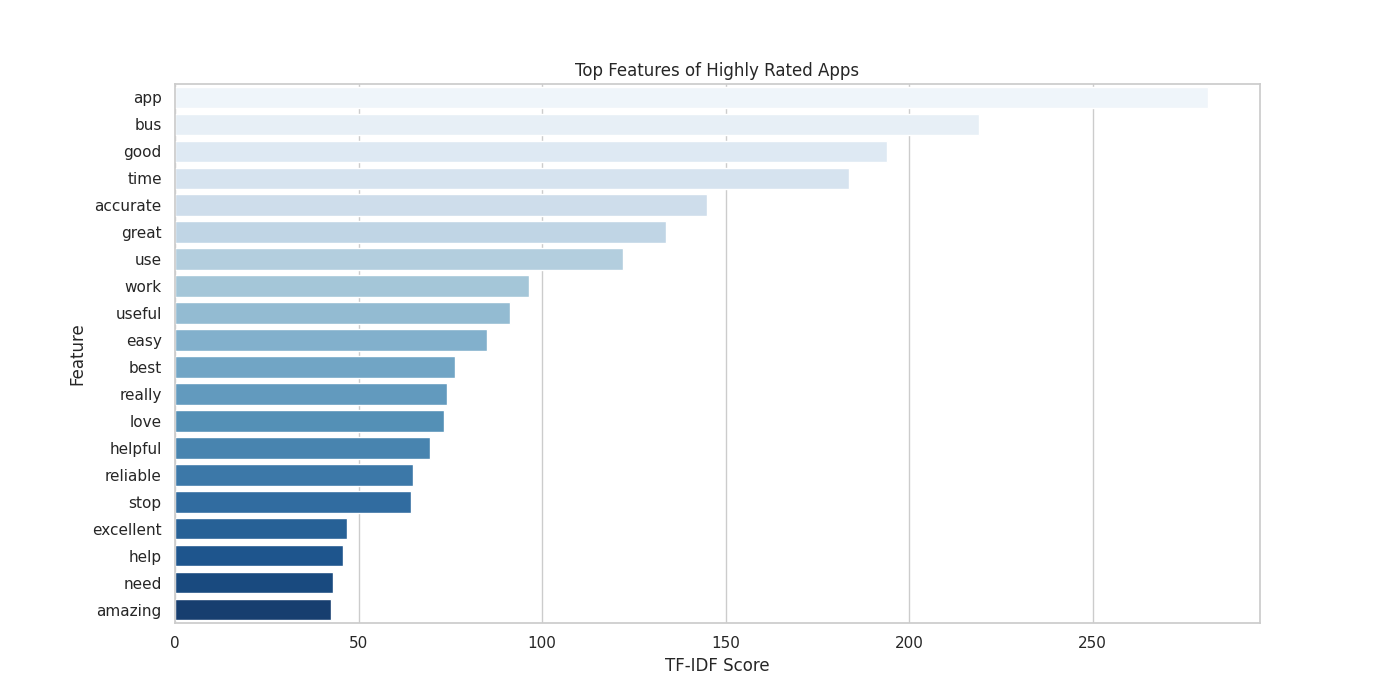 Top Features of Highly Rated Apps
app
bus
good
time
accurate
great
use
work
useful
easy
best
really
love
helpful
reliable
stop
excellent
help
need
amazing
Feature
0 50 100 150 200 250
TF-IDF Score